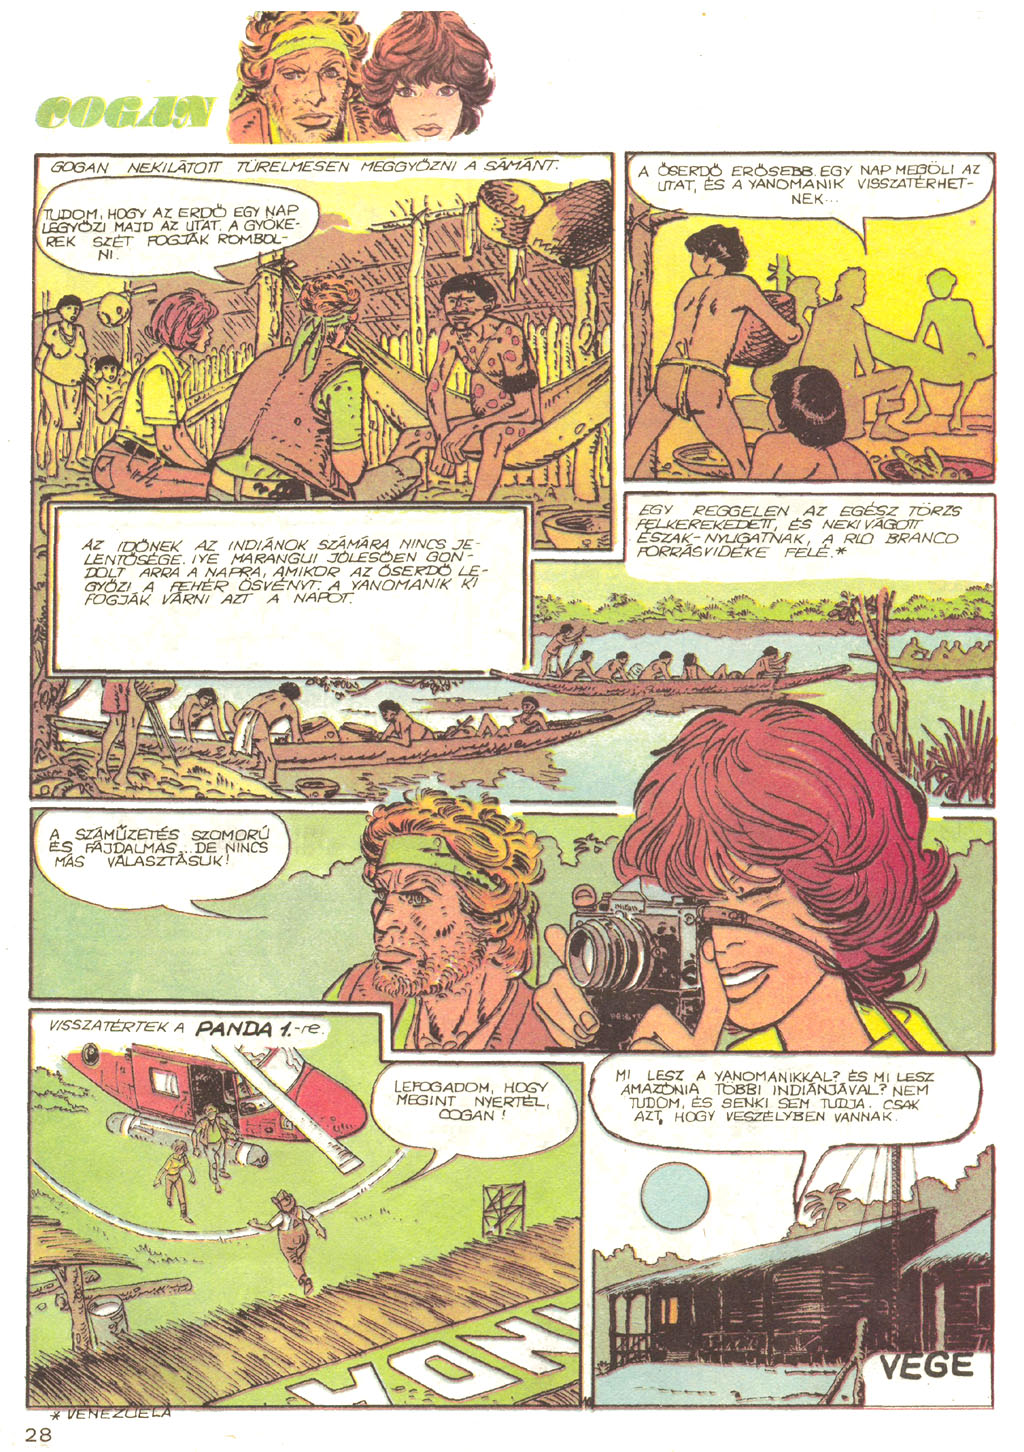 COGAN
GOGAN NEKILÁTOTT TÜRELMESEN MEGGYŐZNI A SÁMÁNT.
TUDOM, HOGY AZ ERDŐ EGY NAP
LEGYŐZI MAJD AZ UTAT. A GYÖKE-
REK SZÉT FOGJÁK ROMBOL-
NI.
A ŐSERDŐ ERŐSEBB. EGY NAP MEGÖLI AZ
UTAT, ÉS A YANOMANIK VISSZATÉRHET-
NEK...
AZ IDŐNEK AZ INDIÁNOK SZÁMÁRA NINCS JE-
LENTŐSÉGE. IYE MARANGUI JÓLESŐEN GON-
DOLT ARRA A NAPRA, AMIKOR AZ ŐSERDŐ LE-
GYŐZI A FEHÉR ÖSVÉNYT. A YANOMANIK KI
FOGJÁK VÁRNI AZT A NAPOT.
EGY REGGELEN AZ EGÉSZ TÖRZS
FELKEREKEDETT, ÉS NEKIVÁGOTT
ÉSZAK-NYUGATNAK, A RIO BRANCO
FORRÁSVIDÉKE FELÉ.*
A SZÁMŰZETÉS SZOMORÚ
ÉS FÁJDALMAS... DE NINCS
MÁS VÁLASZTÁSUK!
VISSZATÉRTEK A PANDA 1.-re.
LEFOGADOM, HOGY
MEGINT NYERTÉL,
COGAN!
MI LESZ A YANOMANIKKAL? ÉS MI LESZ
AMAZÓNIA TÖBBI INDIÁNJÁVAL? NEM
TUDOM, ÉS SENKI SEM TUDJA. CSAK
AZT, HOGY VESZÉLYBEN VANNAK.
VÉGE
* VENEZUELA
28